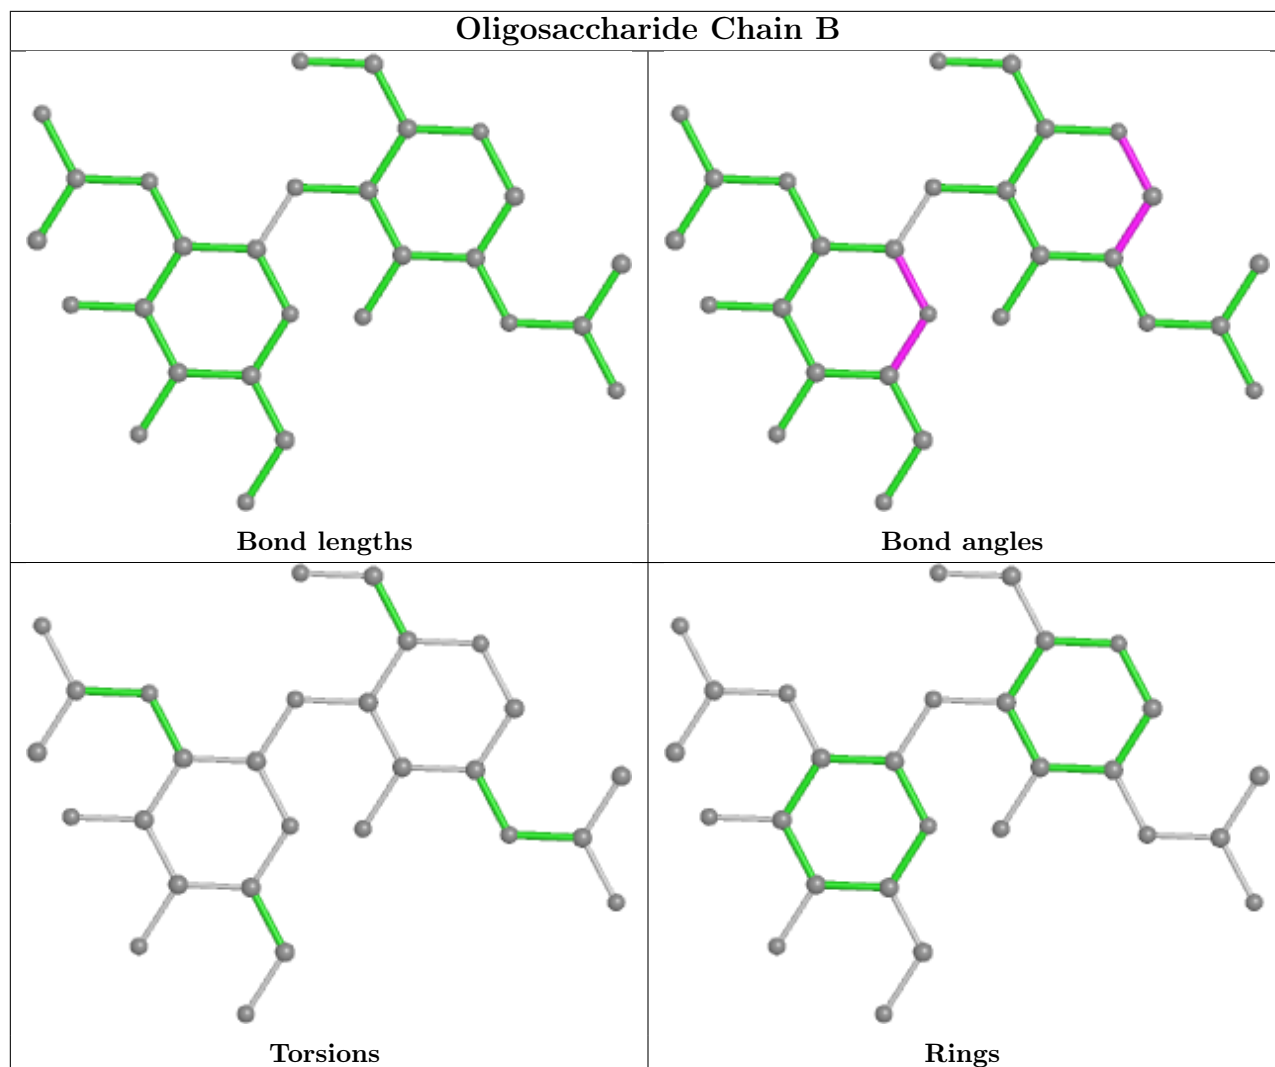 Oligosaccharide Chain B
Bond lengths
Bond angles
Torsions
Rings